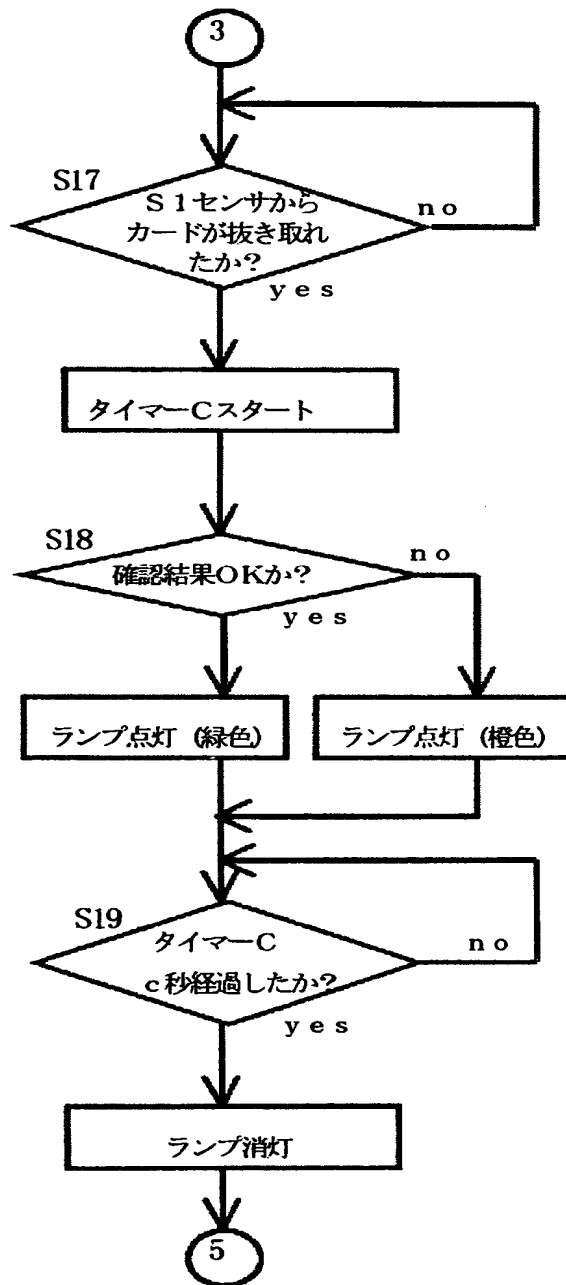 3
S17
S1センサから
カードが抜き取れ
たか?
no
yes
タイマーCスタート
S18
確認結果OKか?
no
yes
ランプ点灯(緑色)
ランプ点灯(橙色)
S19
タイマーC
c秒経過したか?
no
yes
ランプ消灯
5